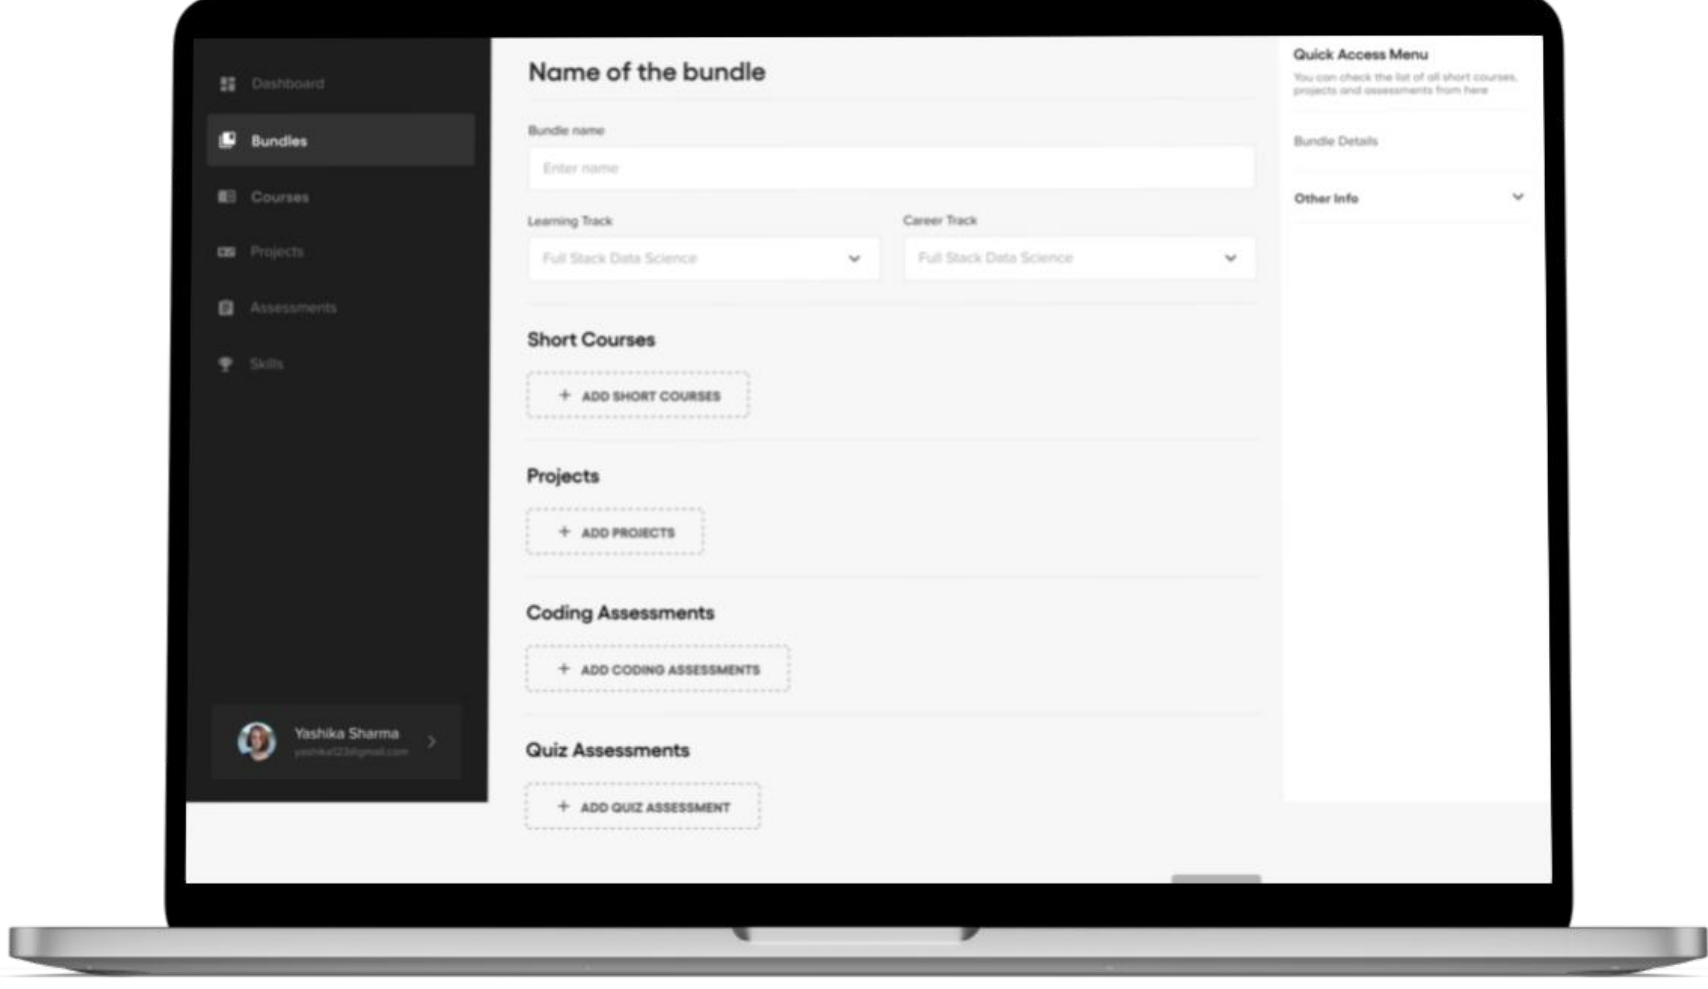 Dashboard
Bundles
Courses
Projects
Assessments
Skills
Yashika Sharma
yashika123@gmail.com
Name of the bundle
Bundle name
Enter name
Learning Track
Career Track
Full Stack Data Science
Full Stack Data Science
Short Courses
+ ADD SHORT COURSES
Projects
+ ADD PROJECTS
Coding Assessments
+ ADD CODING ASSESSMENTS
Quiz Assessments
+ ADD QUIZ ASSESSMENT
Quick Access Menu
You can check the list of all short courses,
projects and assessments from here
Bundle Details
Other Info